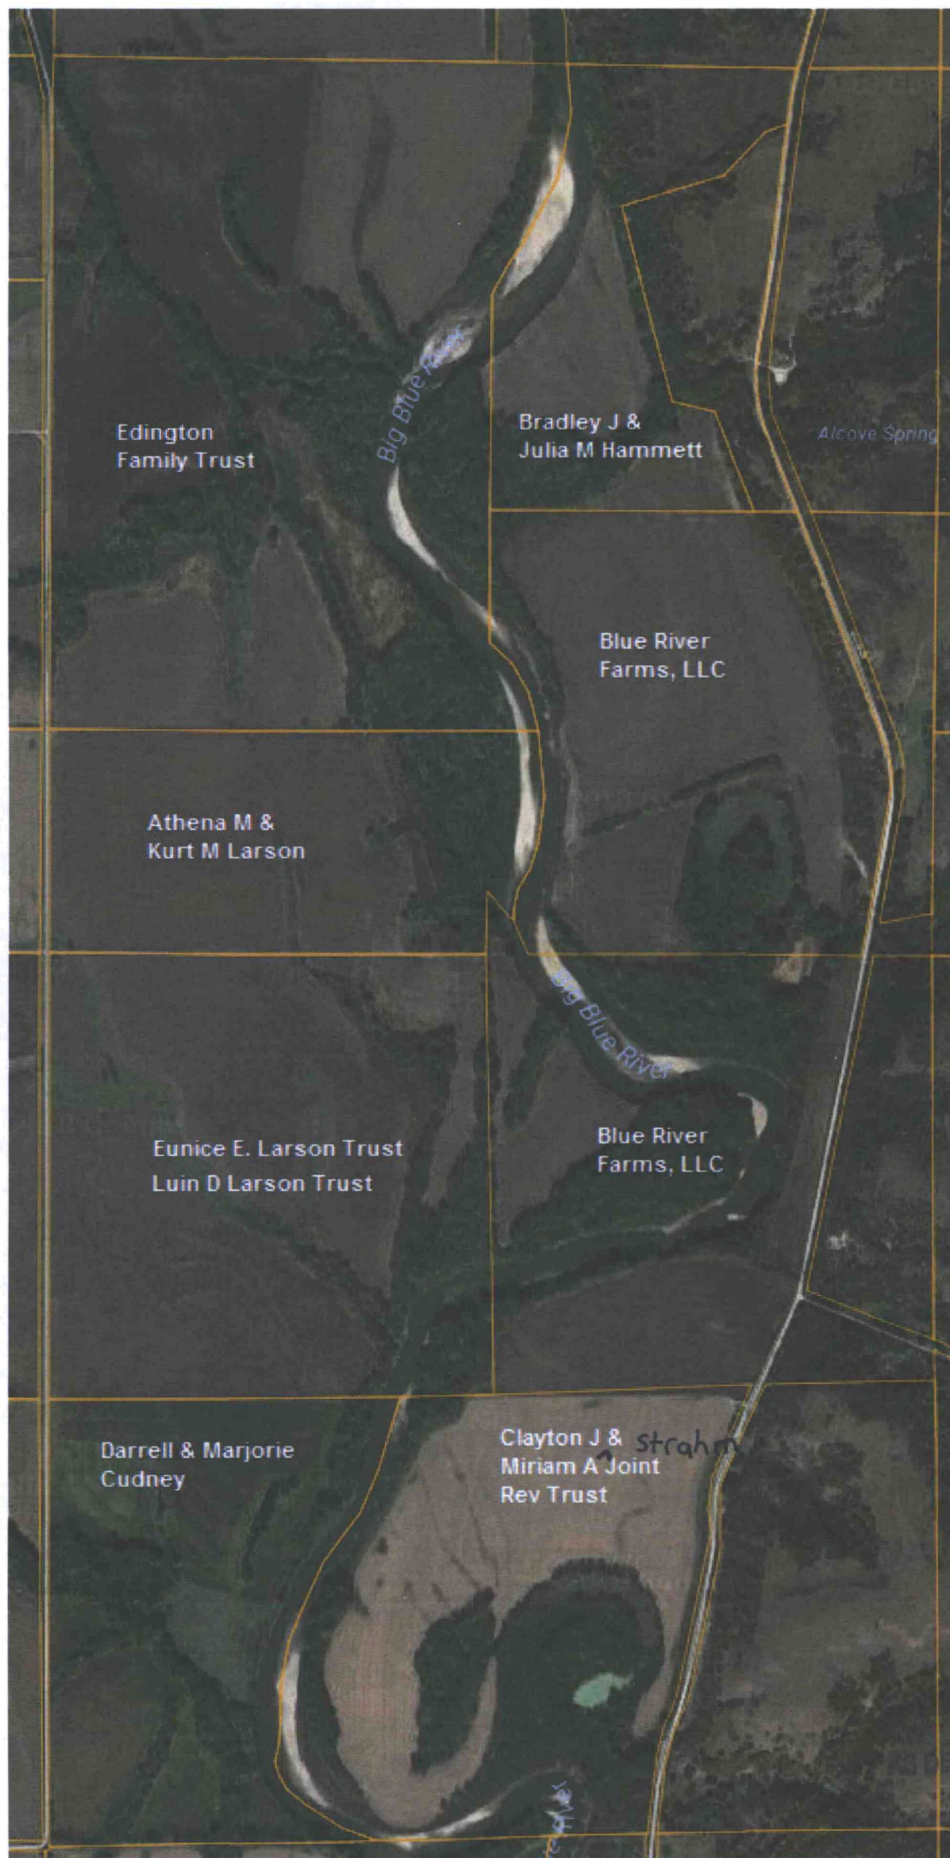 Big Blue River
Bradley J &
Julia M Hammett
Alcove Spring
Edington
Family Trust
Blue River
Farms, LLC
Athena M &
Kurt M Larson
Big Blue River
Eunice E. Larson Trust
Luin D Larson Trust
Blue River
Farms, LLC
Darrell & Marjorie
Cudney
Clayton J & Strahm
Miriam A ^ Joint
Rev Trust